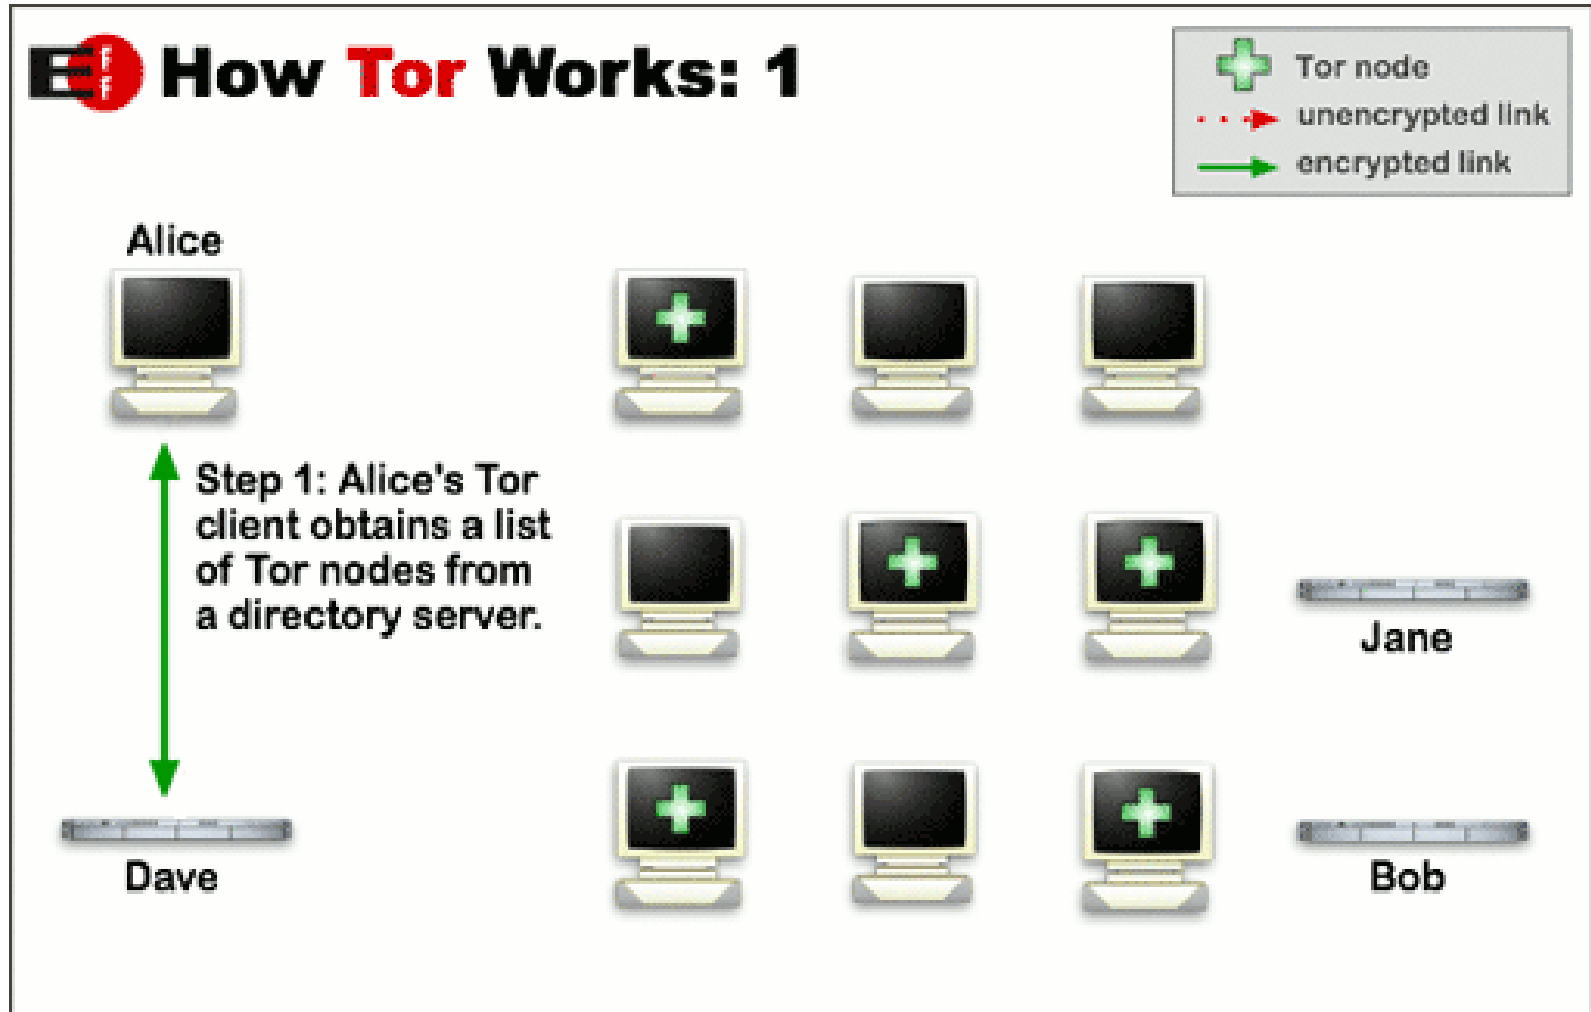 EFF How Tor Works: 1
Tor node
unencrypted link
encrypted link
Alice
Step 1: Alice's Tor
client obtains a list
of Tor nodes from
a directory server.
Jane
Dave
Bob